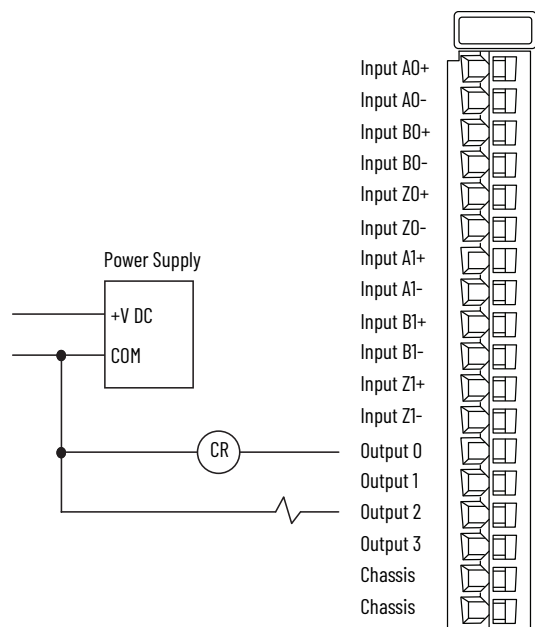 Input A0+
Input A0-
Input B0+
Input B0-
Input Z0+
Input Z0-
Input A1+
Input A1-
Input B1+
Input B1-
Input Z1+
Input Z1-
Output 0
Output 1
Output 2
Output 3
Chassis
Chassis
Power Supply
+V DC
COM
CR